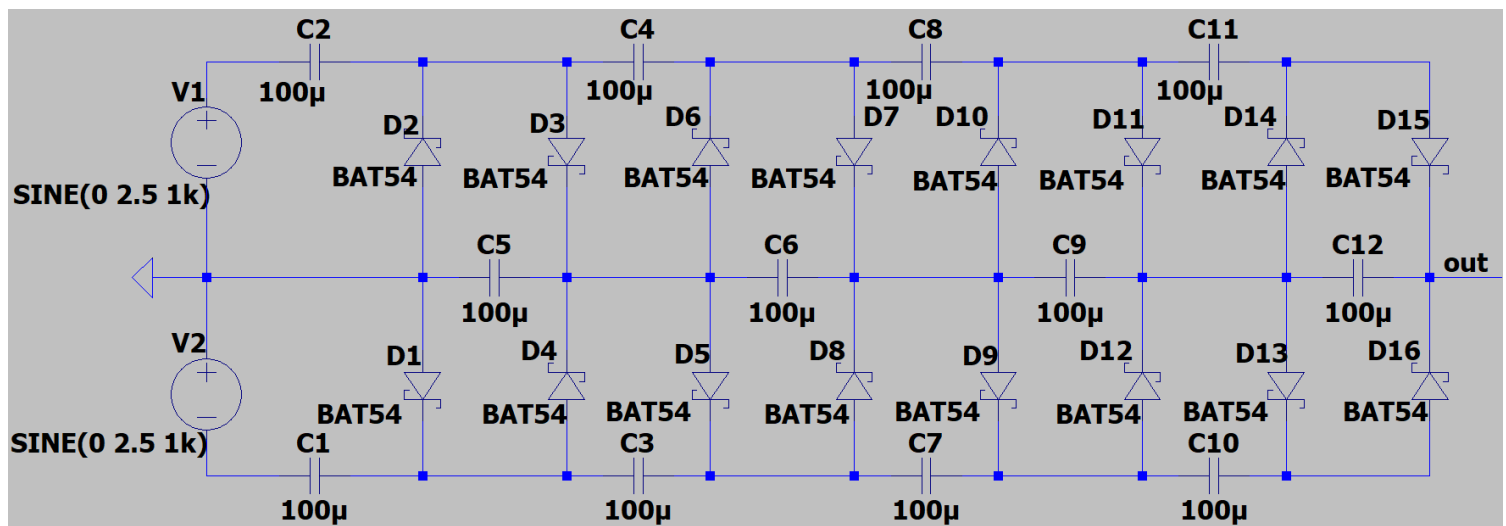 C2
C4
C8
C11
100µ
100µ
100µ
100µ
V1
D2
D3
D6
D7
D10
D11
D14
D15
BAT54
BAT54
BAT54
BAT54
BAT54
BAT54
BAT54
BAT54
SINE(0 2.5 1k)
C5
C6
C9
C12
out
100µ
100µ
100µ
100µ
V2
D1
D4
D5
D8
D9
D12
D13
D16
BAT54
BAT54
BAT54
BAT54
BAT54
BAT54
BAT54
BAT54
SINE(0 2.5 1k)
C1
C3
C7
C10
100µ
100µ
100µ
100µ